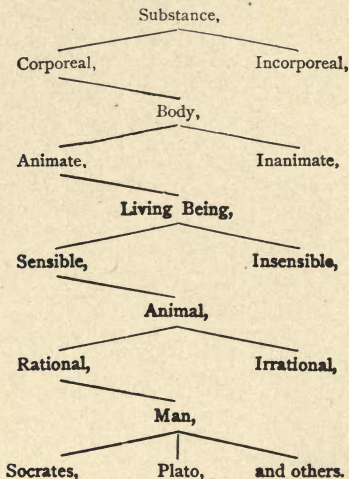 Substance,
Corporeal, Incorporeal,
Body,
Animate, Inanimate,
Living Being,
Sensible, Insensible,
Animal,
Rational, Irrational,
Man,
Socrates, Plato, and others.